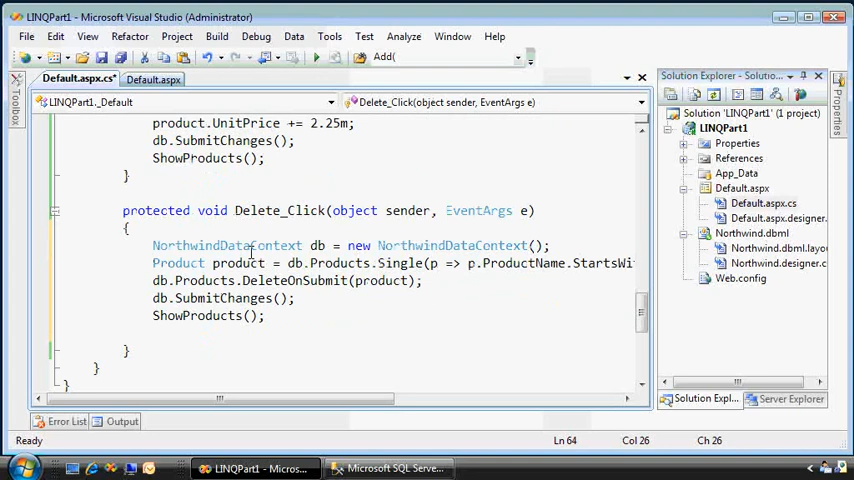 LINQPart1 - Microsoft Visual Studio (Administrator)
File Edit View Refactor Project Build Debug Data Tools Test Analyze Window Help
Add(
Default.aspx.cs* Default.aspx
LINQPart1._Default Delete_Click(object sender, EventArgs e)
product.UnitPrice += 2.25m;
db.SubmitChanges();
ShowProducts();
}
protected void Delete_Click(object sender, EventArgs e)
{
NorthwindDataContext db = new NorthwindDataContext();
Product product = db.Products.Single(p => p.ProductName.StartsWi
db.Products.DeleteOnSubmit(product);
db.SubmitChanges();
ShowProducts();
}
}
}
Toolbox
Solution Explorer - Solutio...
Solution 'LINQPart1' (1 project)
LINQPart1
Properties
References
App_Data
Default.aspx
Default.aspx.cs
Default.aspx.designer.
Northwind.dbml
Northwind.dbml.layo
Northwind.designer.c
Web.config
Solution Expl... Server Explorer
Properties
Error List Output
Ready Ln 64 Col 26 Ch 26
LINQPart1 - Micros... Microsoft SQL Serve...